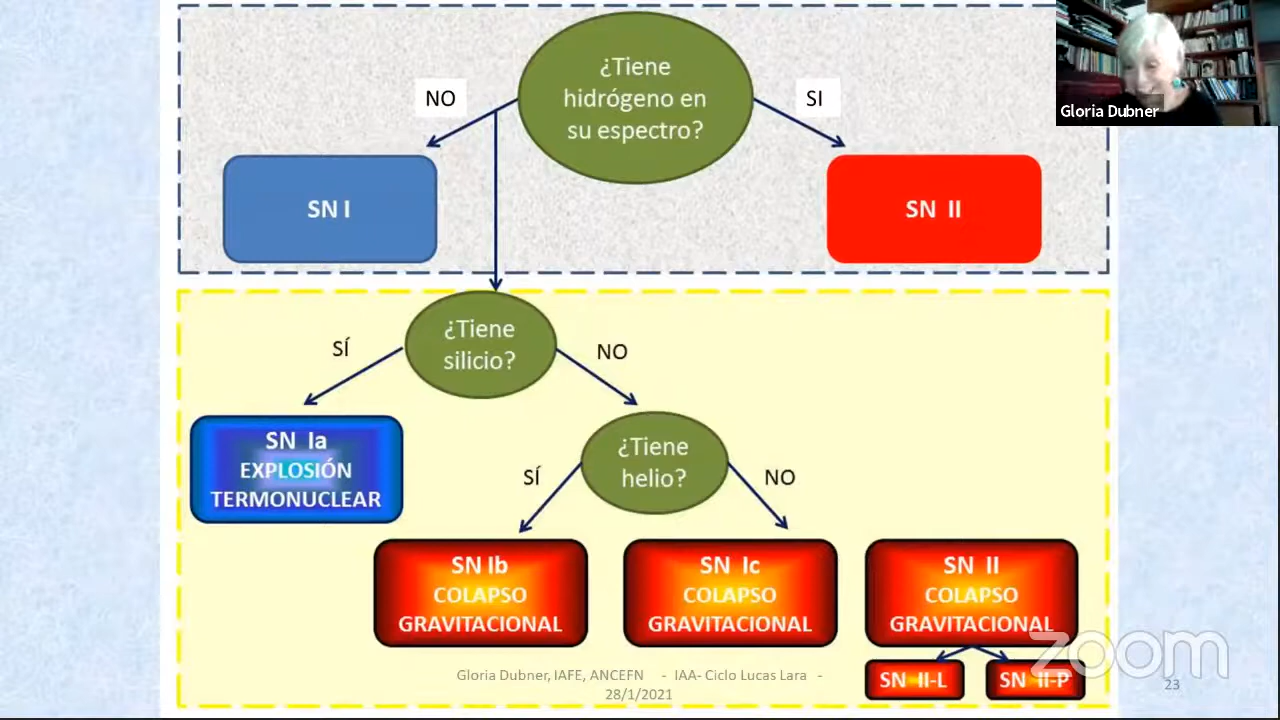 ¿Tiene
hidrógeno en
su espectro?
NO
SI
Gloria Dubner
SN I
SN II
¿Tiene
silicio?
SÍ
NO
SN Ia
EXPLOSIÓN
TERMONUCLEAR
¿Tiene
helio?
SÍ
NO
SN Ib
COLAPSO
GRAVITACIONAL
SN Ic
COLAPSO
GRAVITACIONAL
SN II
COLAPSO
GRAVITACIONAL
SN II-L
SN II-P
Gloria Dubner, IAFE, ANCEFN - IAA- Ciclo Lucas Lara -
28/1/2021
zoom
23